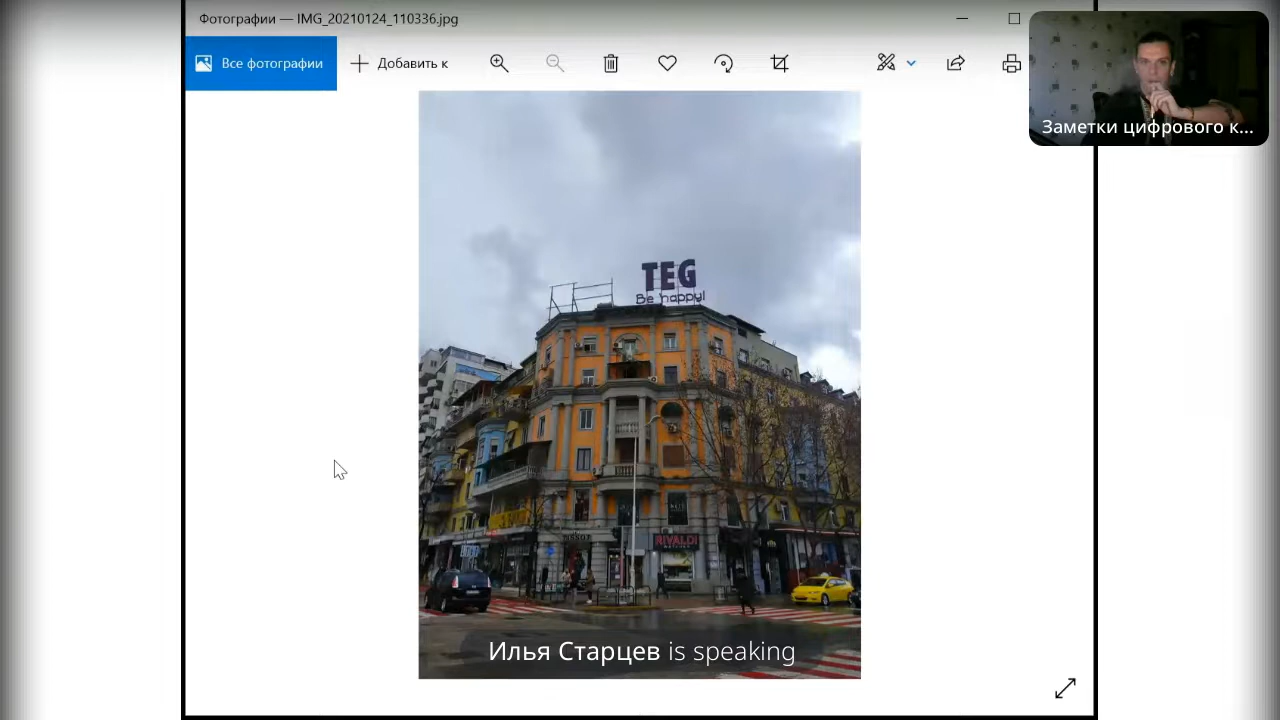 Фотографии — IMG_20210124_110336.jpg
Все фотографии
Добавить к
Заметки цифрового к...
TEG
Be happy!
RIVALDI
Илья Старцев is speaking